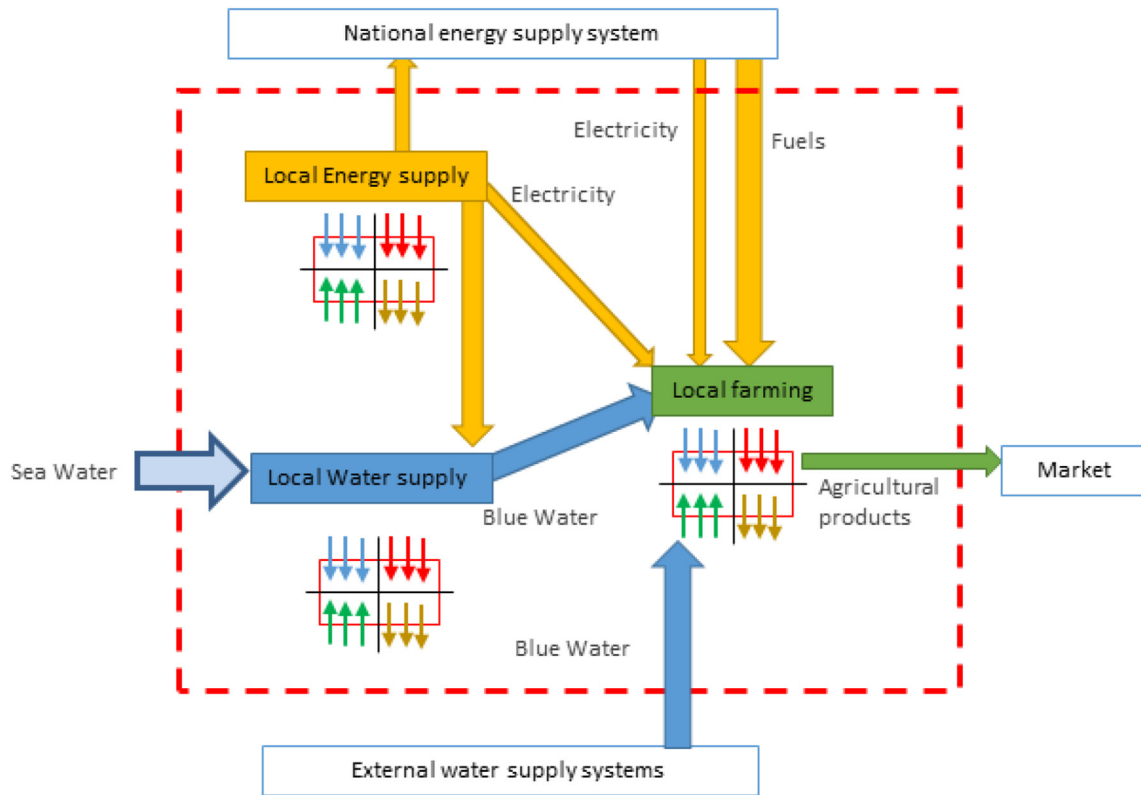 National energy supply system
Electricity
Fuels
Local Energy supply
Electricity
Local farming
Sea Water
Local Water supply
Blue Water
Agricultural
products
Market
Blue Water
External water supply systems